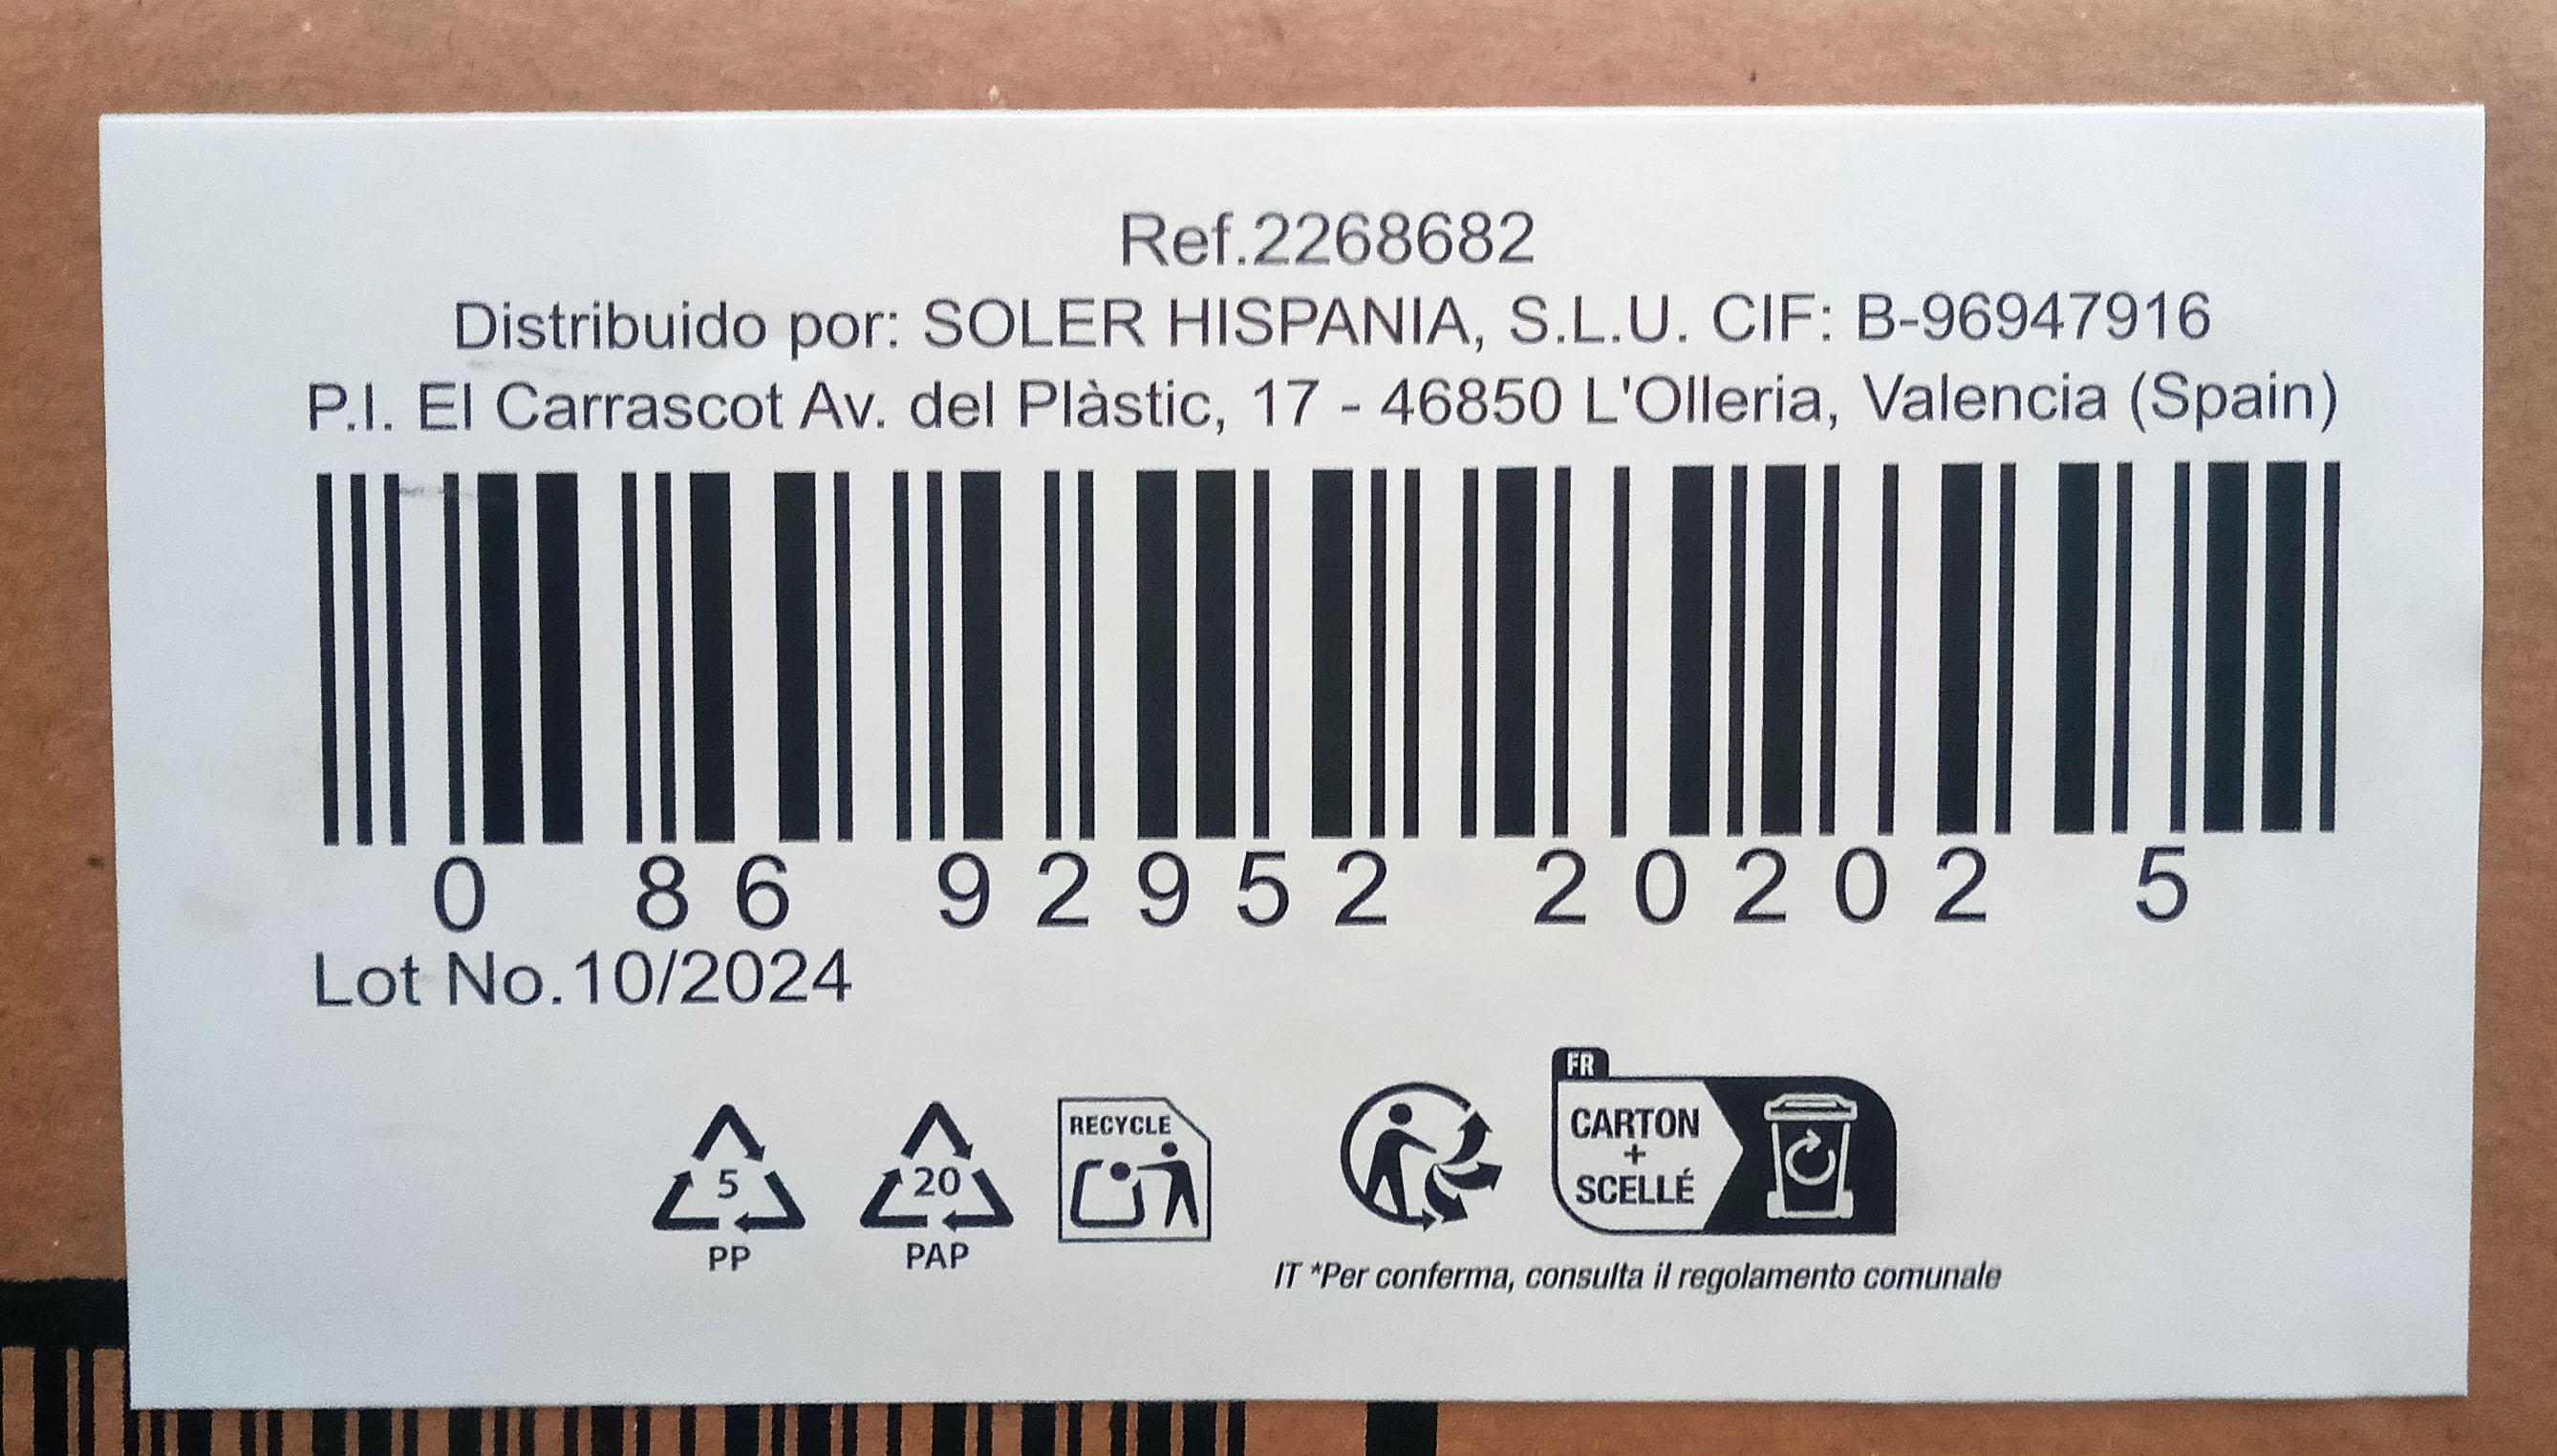 Ref.2268682
Distribuido por: SOLER HISPANIA, S.L.U. CIF: B-96947916
P.I. El Carrascot Av. del Plàstic, 17 - 46850 L'Olleria, Valencia (Spain)
0 86 92952 20202 5
Lot No.10/2024
5
PP
20
PAP
RECYCLE
FR
CARTON
+
SCELLÉ
IT *Per conferma, consulta il regolamento comunale